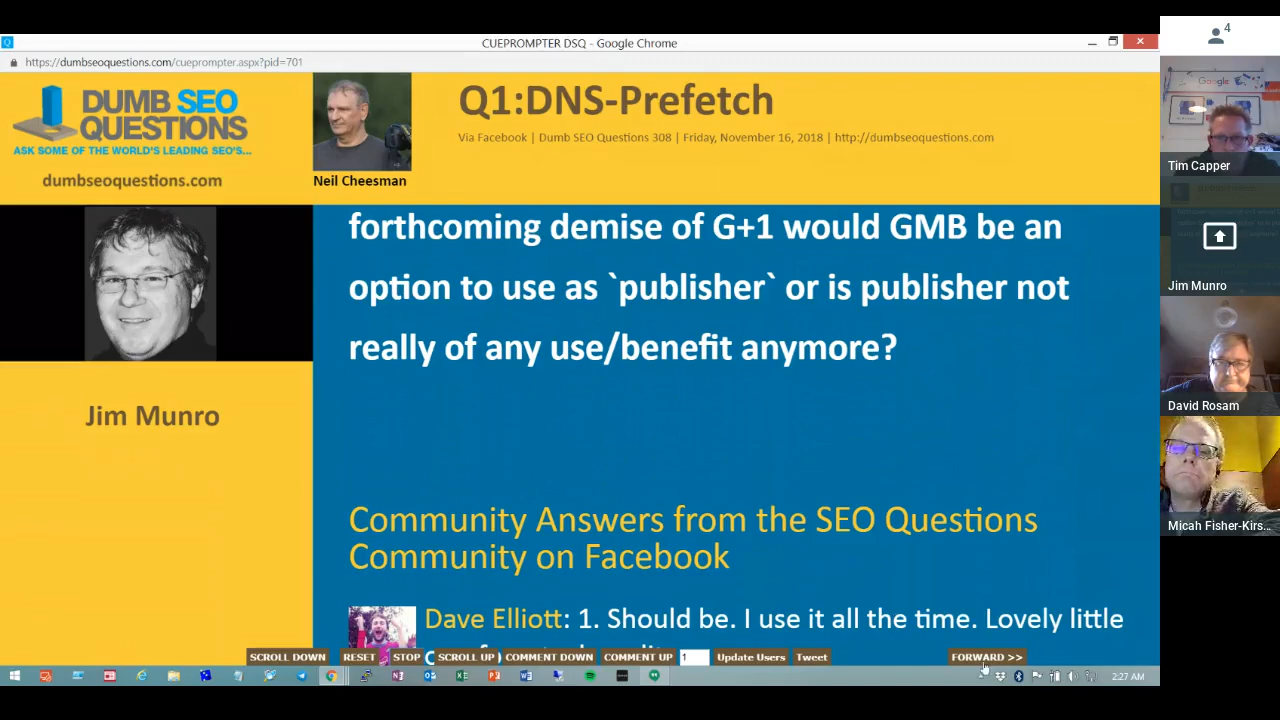 CUEPROMPTER DSQ - Google Chrome
https://dumbseoquestions.com/cueprompter.aspx?pid=701
DUMB SEO
QUESTIONS
ASK SOME OF THE WORLD'S LEADING SEO'S...
dumbseoquestions.com
Neil Cheesman
Q1:DNS-Prefetch
Via Facebook | Dumb SEO Questions 308 | Friday, November 16, 2018 | http://dumbseoquestions.com
Jim Munro
forthcoming demise of G+1 would GMB be an
option to use as `publisher` or is publisher not
really of any use/benefit anymore?
Community Answers from the SEO Questions
Community on Facebook
Dave Elliott: 1. Should be. I use it all the time. Lovely little
SCROLL DOWN RESET STOP SCROLL UP COMMENT DOWN COMMENT UP 1 Update Users Tweet FORWARD >>
2:27 AM
4
Google
Tim Capper
Jim Munro
David Rosam
Micah Fisher-Kirs...